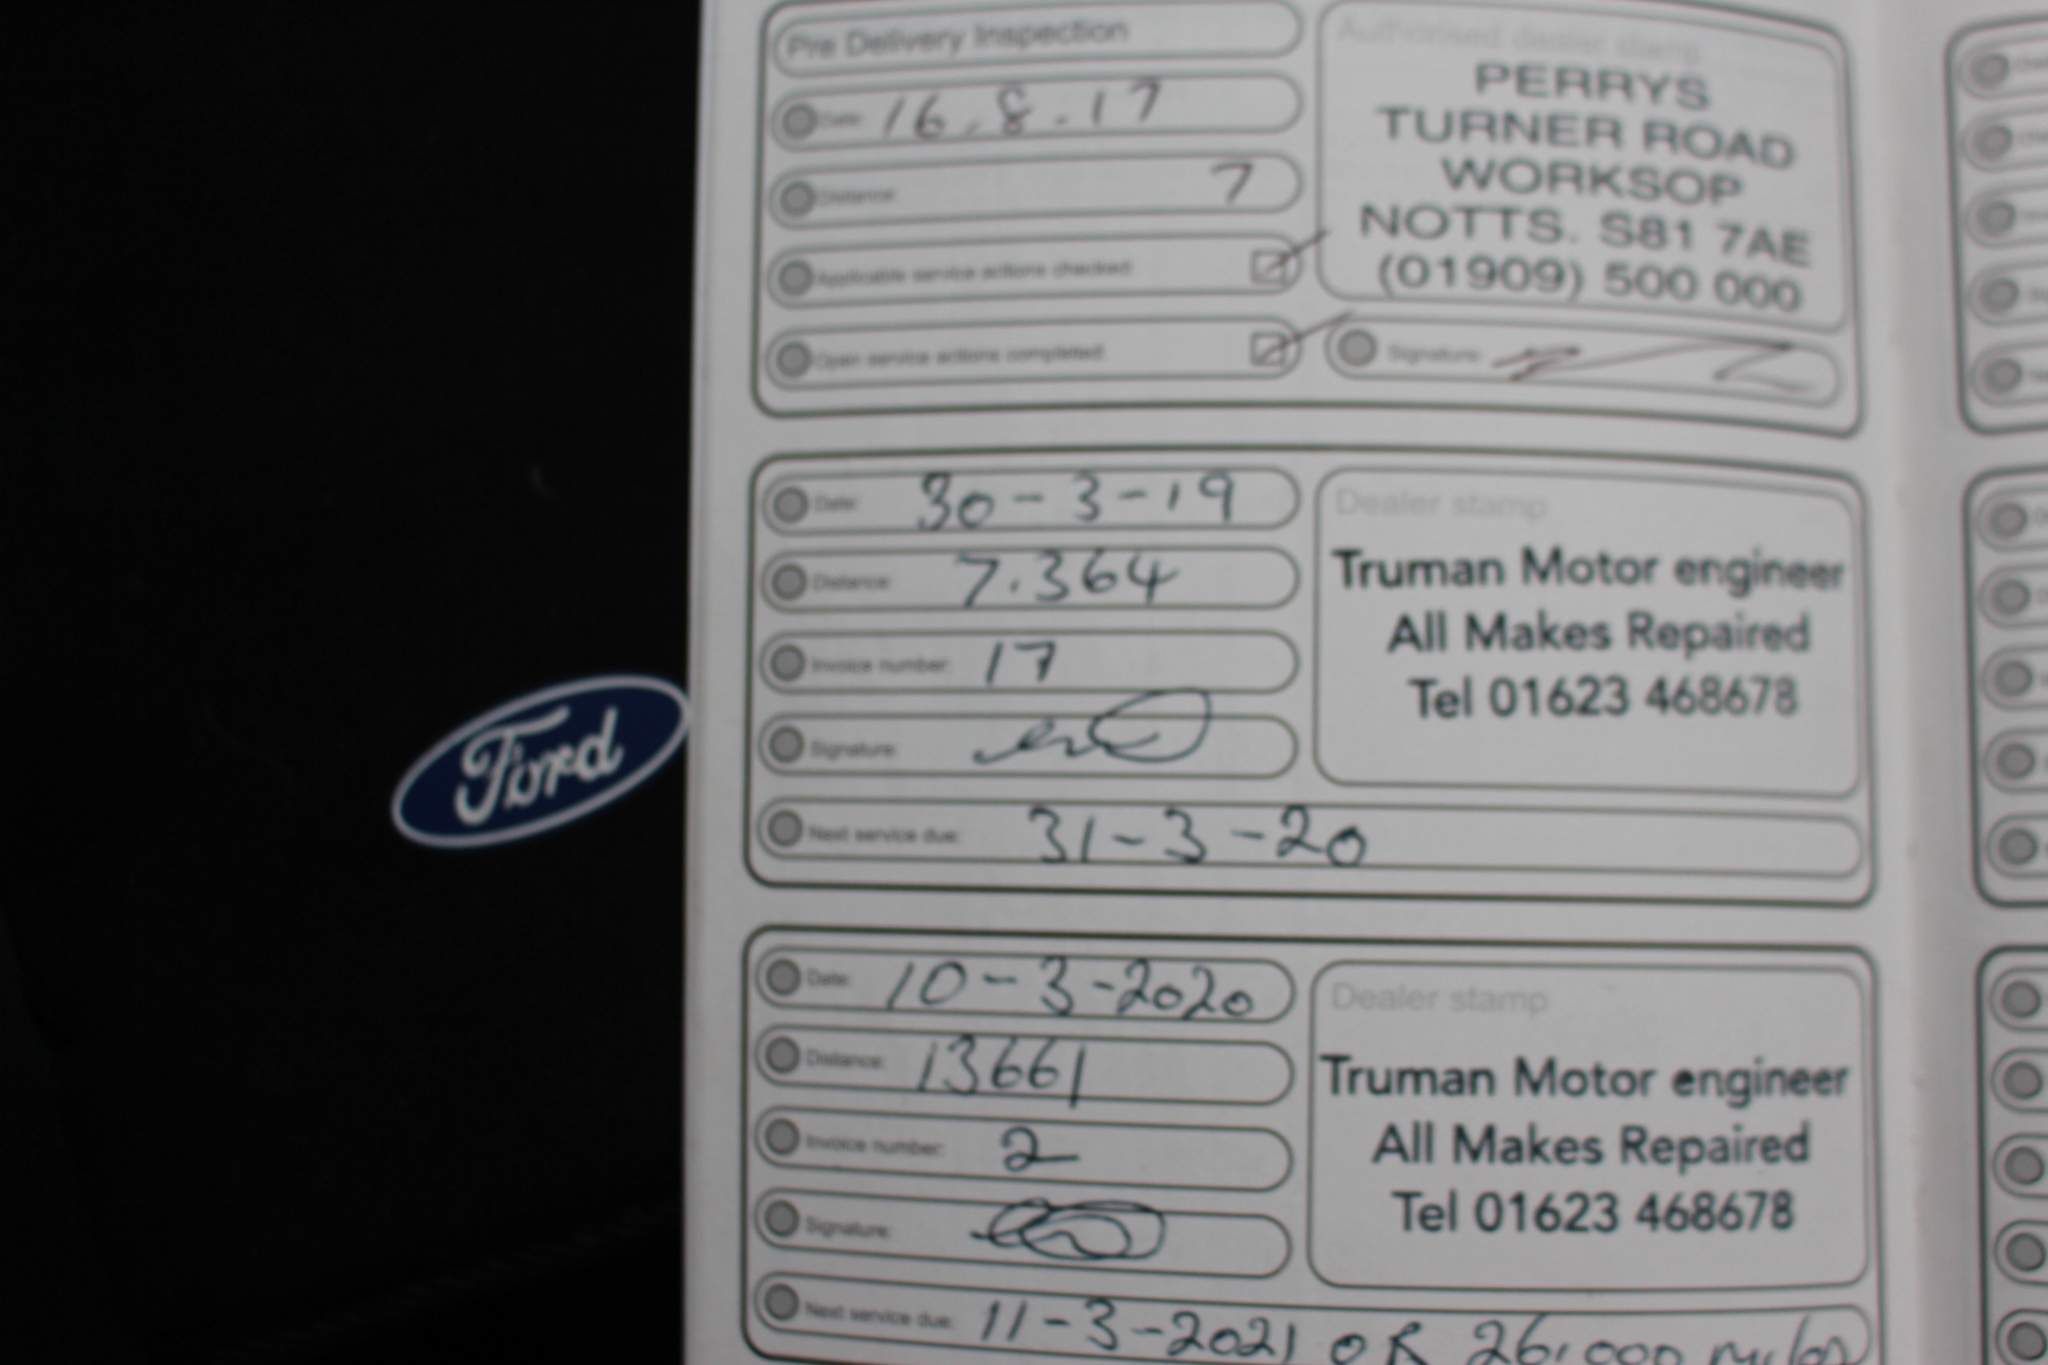 Pre Delivery Inspection
Authorised dealer stamp
Date: 16.8.17
Distance: 7
Applicable service actions checked:
Open service actions completed:
PERRYS
TURNER ROAD
WORKSOP
NOTTS. S81 7AE
(01909) 500 000
Signature:
Ford
Date: 30-3-19
Distance: 7.364
Invoice number: 17
Signature:
Next service due: 31-3-20
Dealer stamp
Truman Motor engineer
All Makes Repaired
Tel 01623 468678
Date: 10-3-2020
Distance: 13661
Invoice number: 2
Signature:
Next service due: 11-3-2021 OR 26,000 miles
Dealer stamp
Truman Motor engineer
All Makes Repaired
Tel 01623 468678